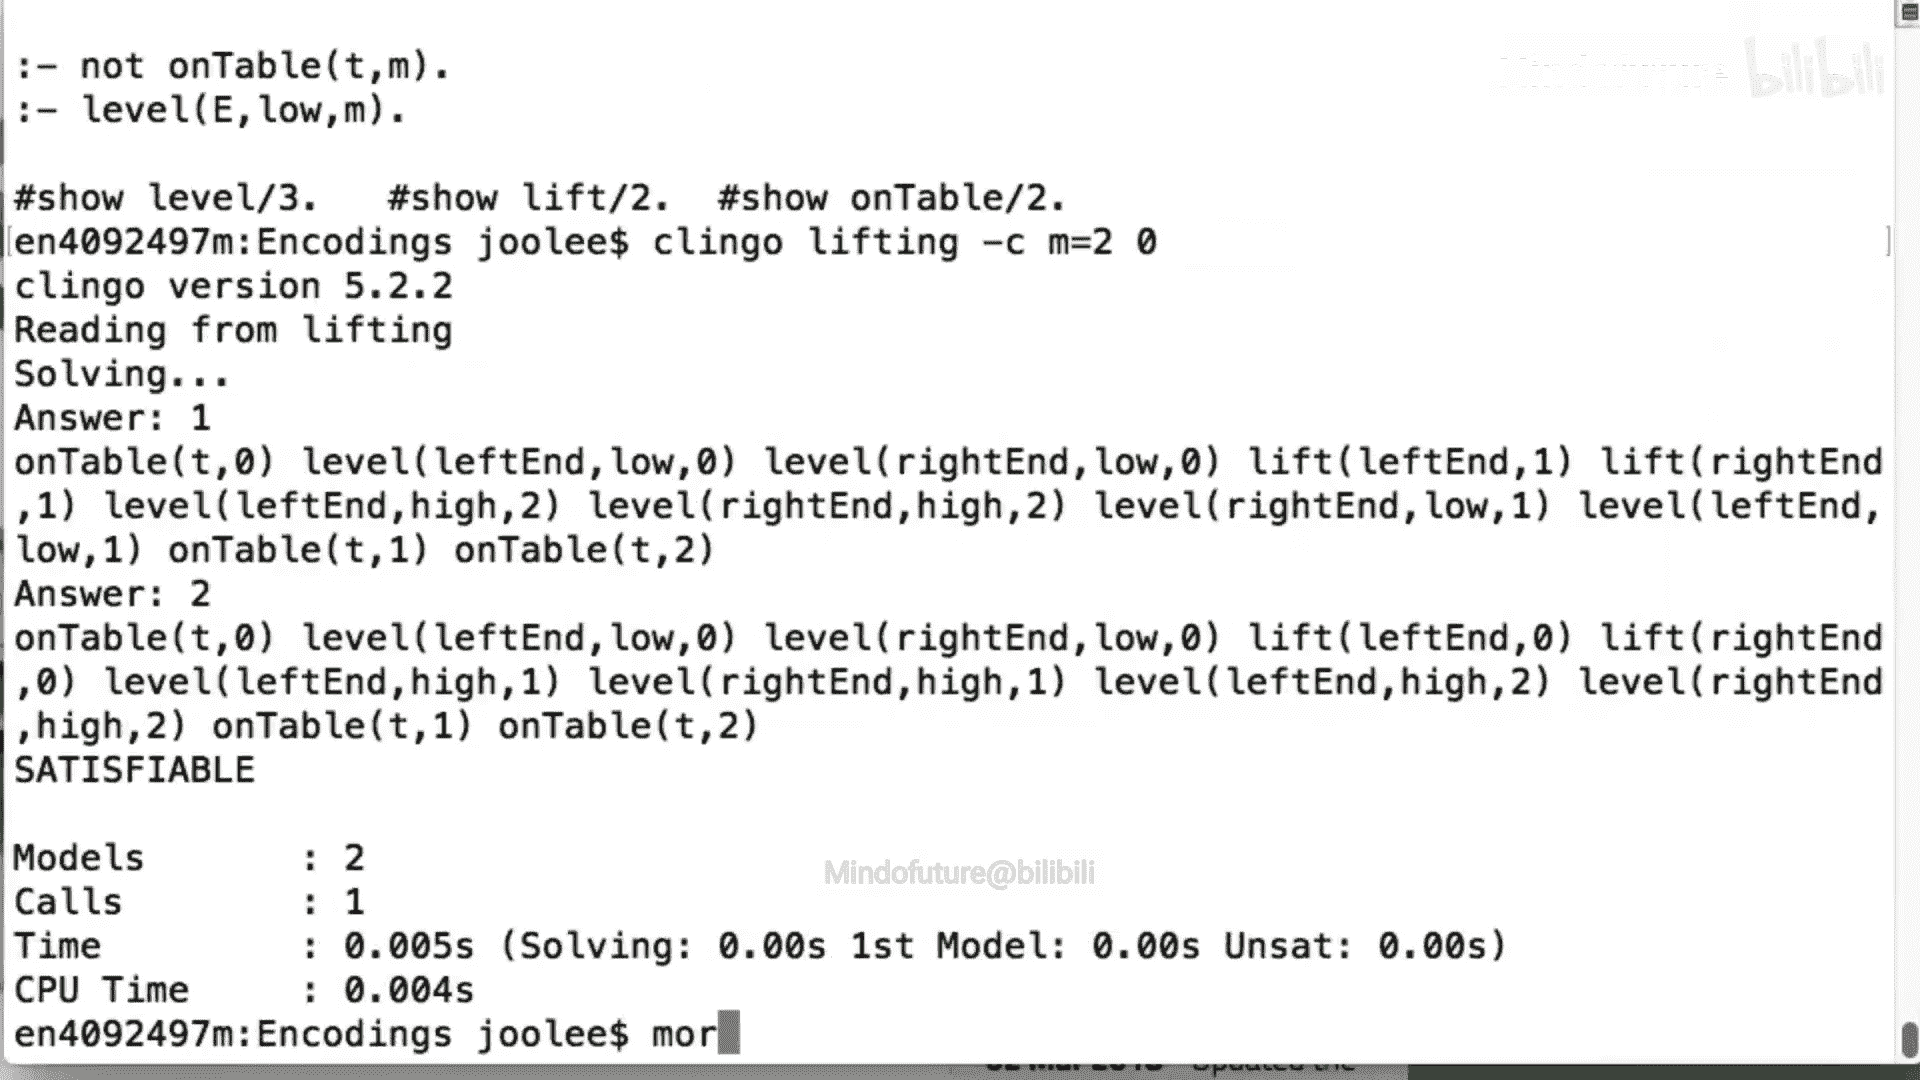 :- not onTable(t,m).
:- level(E,low,m).
bilibili
#show level/3.   #show lift/2.  #show onTable/2.
[en4092497m:Encodings joolee$ clingo lifting -c m=2 0 ]
clingo version 5.2.2
Reading from lifting
Solving...
Answer: 1
onTable(t,0) level(leftEnd,low,0) level(rightEnd,low,0) lift(leftEnd,1) lift(rightEnd
,1) level(leftEnd,high,2) level(rightEnd,high,2) level(rightEnd,low,1) level(leftEnd,
low,1) onTable(t,1) onTable(t,2)
Answer: 2
onTable(t,0) level(leftEnd,low,0) level(rightEnd,low,0) lift(leftEnd,0) lift(rightEnd
,0) level(leftEnd,high,1) level(rightEnd,high,1) level(leftEnd,high,2) level(rightEnd
,high,2) onTable(t,1) onTable(t,2)
SATISFIABLE
Models       : 2
Mindofuture@bilibili
Calls        : 1
Time         : 0.005s (Solving: 0.00s 1st Model: 0.00s Unsat: 0.00s)
CPU Time     : 0.004s
en4092497m:Encodings joolee$ mor